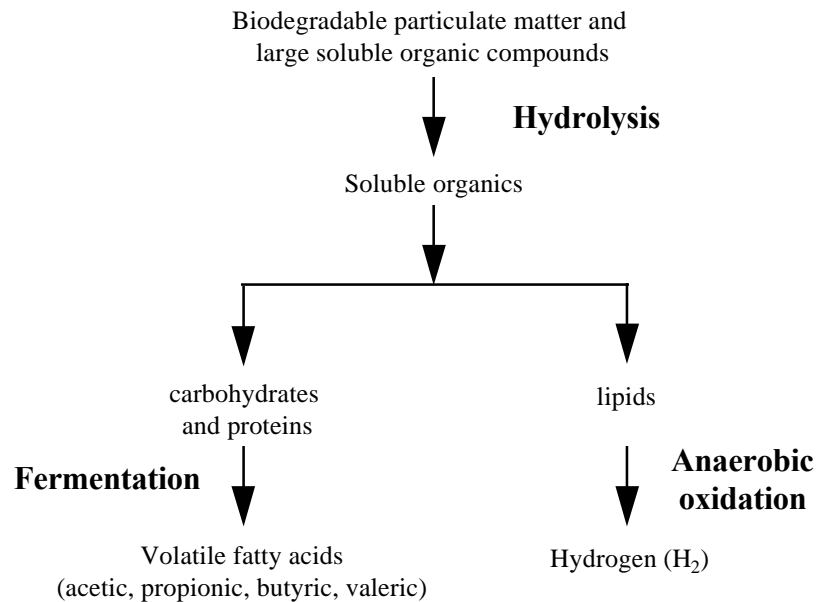 Biodegradable particulate matter and
large soluble organic compounds
Hydrolysis
Soluble organics
carbohydrates
and proteins
lipids
Fermentation
Anaerobic
oxidation
Volatile fatty acids
(acetic, propionic, butyric, valeric)
Hydrogen (H₂)